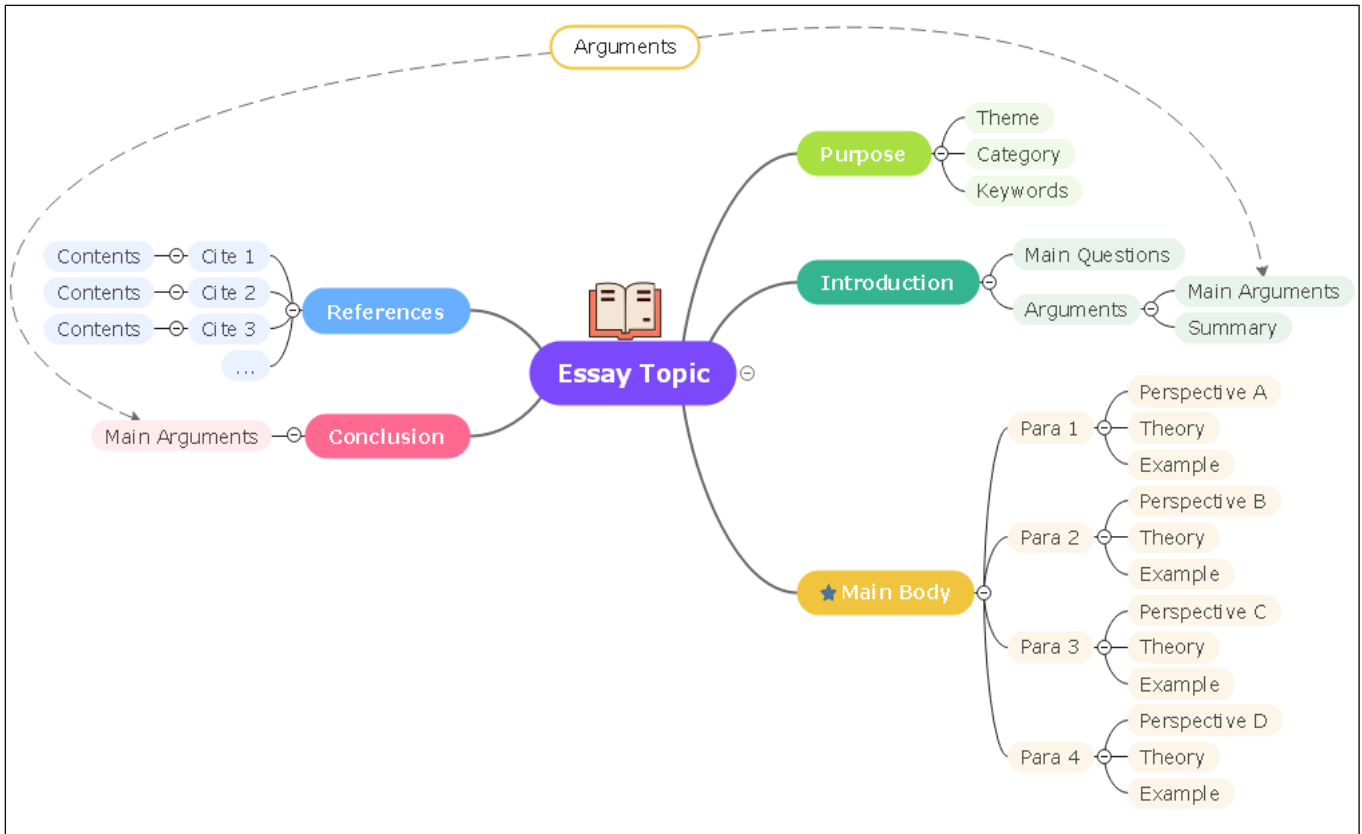 Arguments
Purpose
Theme
Category
Keywords
Introduction
Main Questions
Arguments
Main Arguments
Summary
Essay Topic
Main Body
Para 1
Perspective A
Theory
Example
Para 2
Perspective B
Theory
Example
Para 3
Perspective C
Theory
Example
Para 4
Perspective D
Theory
Example
References
Cite 1
Contents
Cite 2
Contents
Cite 3
Contents
...
Conclusion
Main Arguments